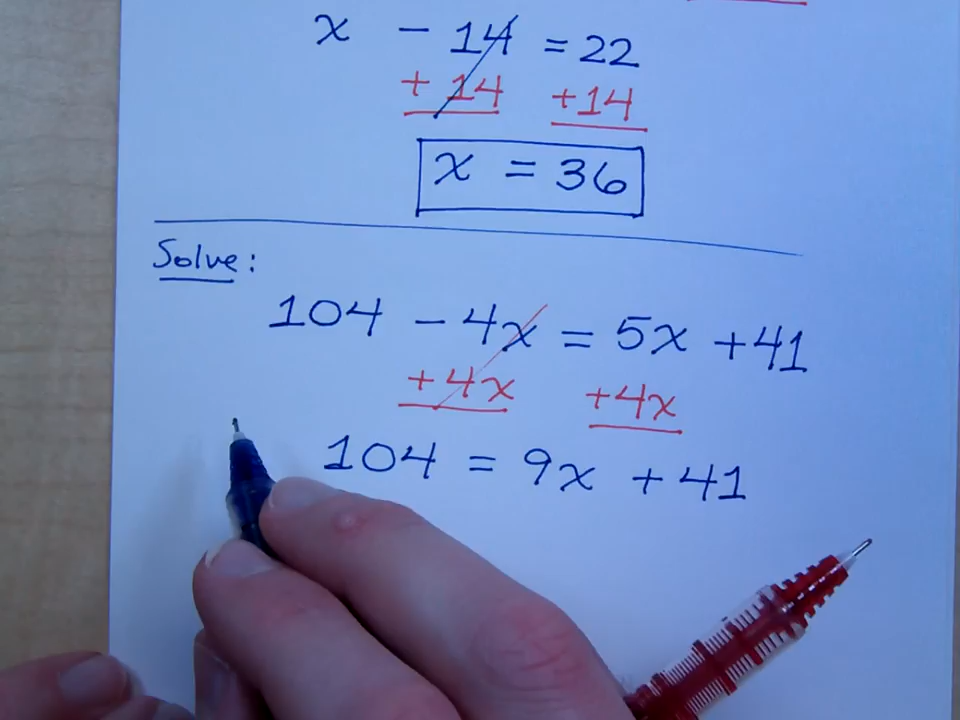 x - 14 = 22
+ 14 +14
x = 36
Solve:
104 - 4x = 5x + 41
+ 4x +4x
104 = 9x + 41